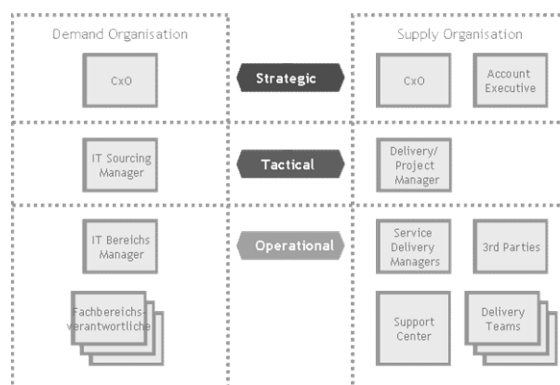 Demand Organisation
Supply Organisation
CxO
Strategic
CxO
Account
Executive
IT Sourcing
Manager
Tactical
Delivery/
Project
Manager
IT Bereichs
Manager
Operational
Service
Delivery
Managers
3rd Parties
Fachbereichs-
verantwortliche
Support
Center
Delivery
Teams